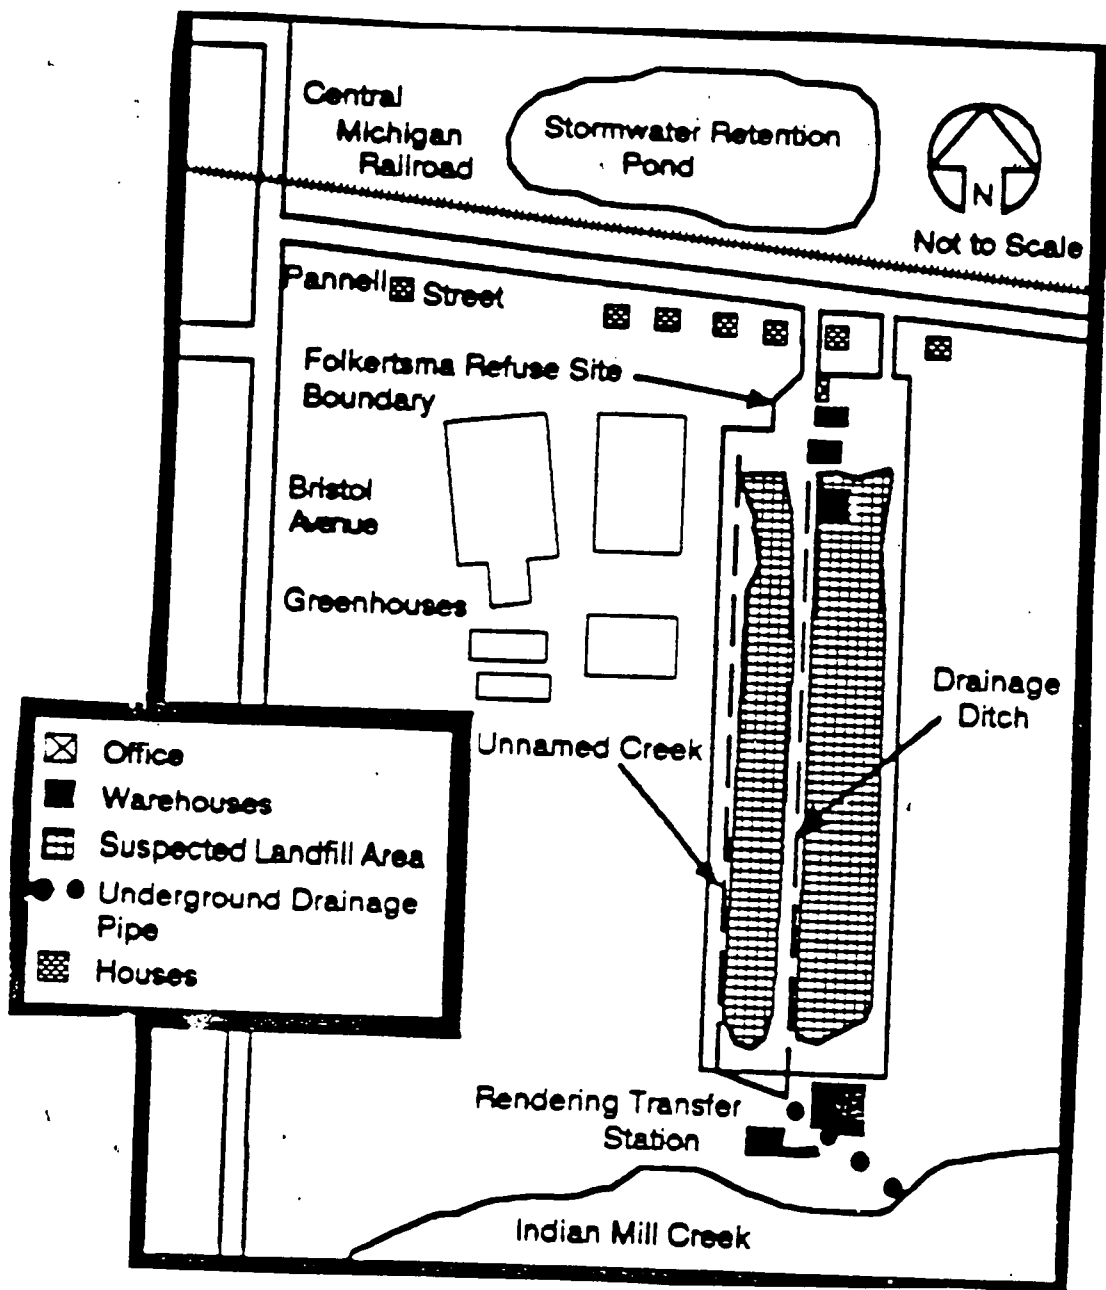 Central
Michigan
Railroad
Stormwater Retention
Pond
N
Not to Scale
Pannell Street
Folkertsma Refuse Site
Boundary
Bristol
Avenue
Greenhouses
Drainage
Ditch
Unnamed Creek
Office
Warehouses
Suspected Landfill Area
Underground Drainage
Pipe
Houses
Rendering Transfer
Station
Indian Mill Creek